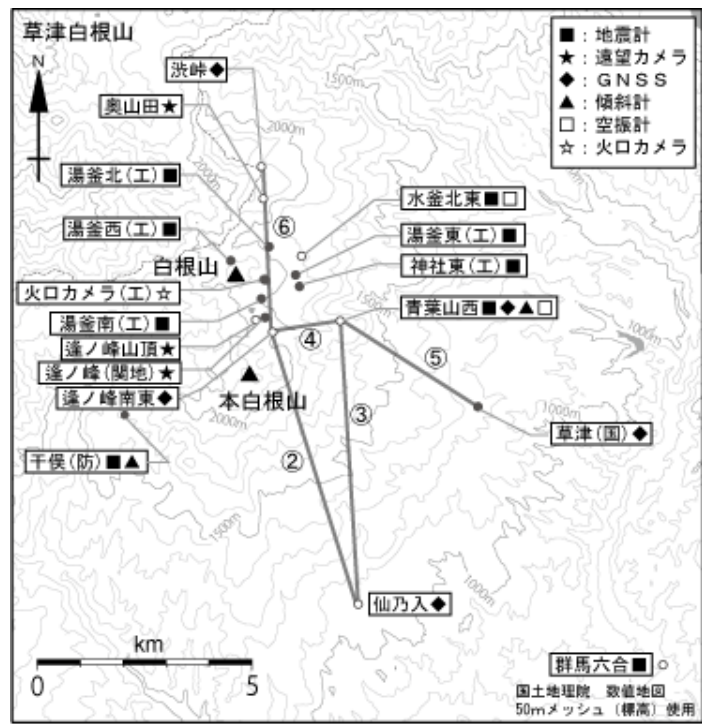 草津白根山
N
■：地震計
★：遠望カメラ
◆：ＧＮＳＳ
▲：傾斜計
□：空振計
☆：火口カメラ
渋峠◆
奥山田★
湯釜北(工)■
湯釜西(工)■
白根山
火口カメラ(工)☆
湯釜南(工)■
逢ノ峰山頂★
逢ノ峰(関地)★
逢ノ峰南東◆
本白根山
干俣(防)■▲
水釜北東■□
湯釜東(工)■
神社東(工)■
青葉山西■◆▲□
草津(国)◆
仙乃入◆
群馬六合■
⑥
④
⑤
③
②
1500m
2000m
2000m
1500m
1000m
1000m
2000m
1500m
1000m
km
0
5
国土地理院 数値地図
50mメッシュ（標高）使用